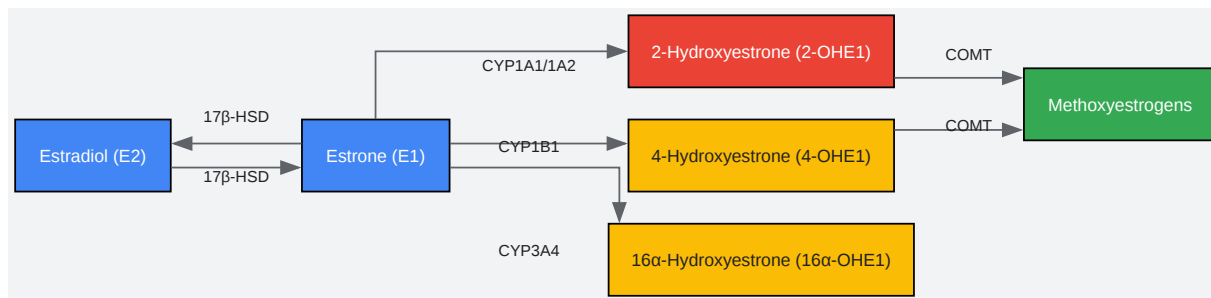 2-Hydroxyestrone (2-OHE1)
COMT
CYP1A1/1A2
Methoxyestrogens
17β-HSD
COMT
CYP1B1
Estradiol (E2)
Estrone (E1)
4-Hydroxyestrone (4-OHE1)
17β-HSD
CYP3A4
16α-Hydroxyestrone (16α-OHE1)